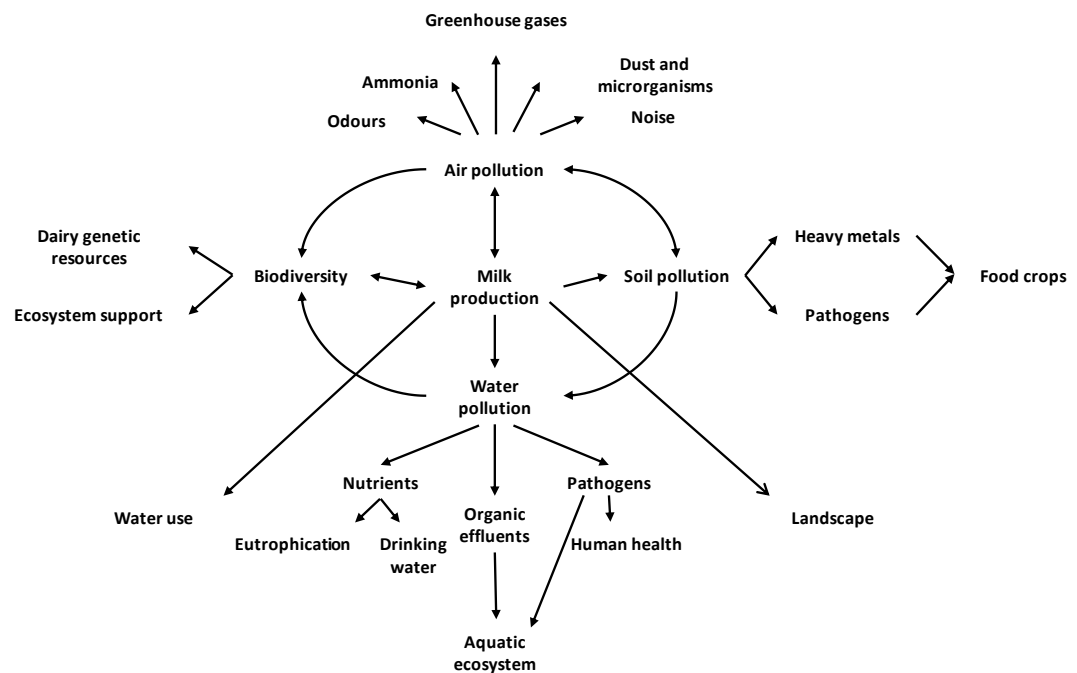 Greenhouse gases
Ammonia
Dust and
microrganisms
Odours
Noise
Air pollution
Dairy genetic
resources
Ecosystem support
Biodiversity
Milk
production
Soil pollution
Heavy metals
Pathogens
Food crops
Water
pollution
Water use
Nutrients
Eutrophication
Drinking
water
Organic
effluents
Pathogens
Human health
Landscape
Aquatic
ecosystem